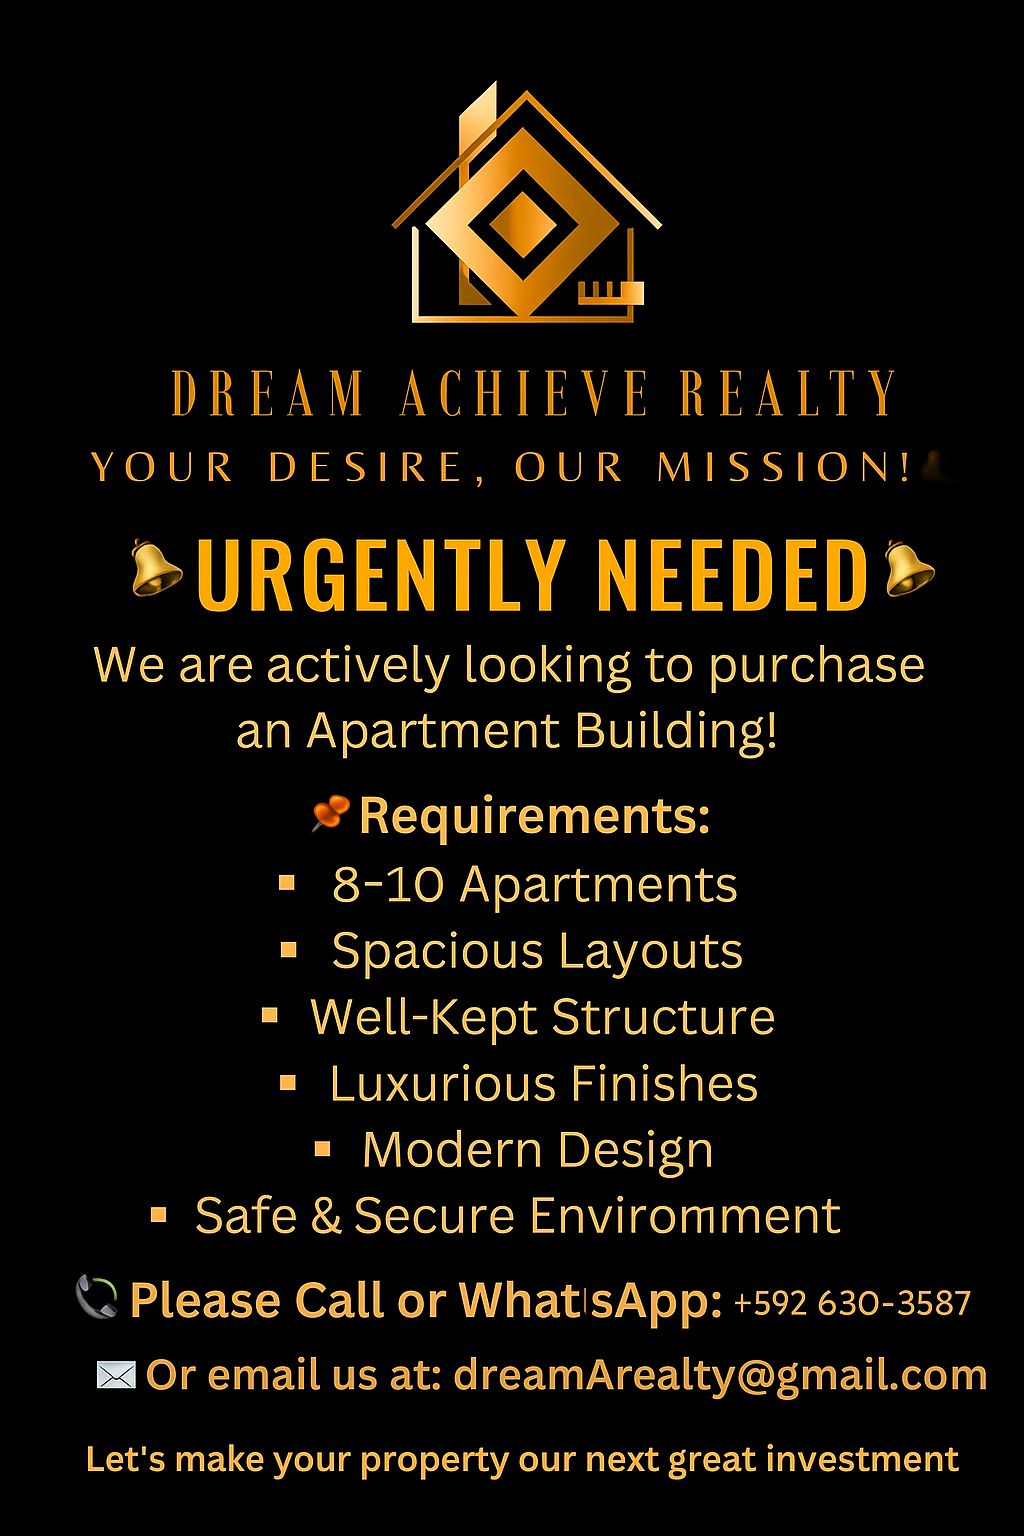 DREAM ACHIEVE REALTY
YOUR DESIRE, OUR MISSION!
URGENTLY NEEDED
We are actively looking to purchase
an Apartment Building!
Requirements:
▪ 8-10 Apartments
▪ Spacious Layouts
▪ Well-Kept Structure
▪ Luxurious Finishes
▪ Modern Design
▪ Safe & Secure Enviromment
Please Call or WhatsApp: +592 630-3587
Or email us at: dreamArealty@gmail.com
Let's make your property our next great investment